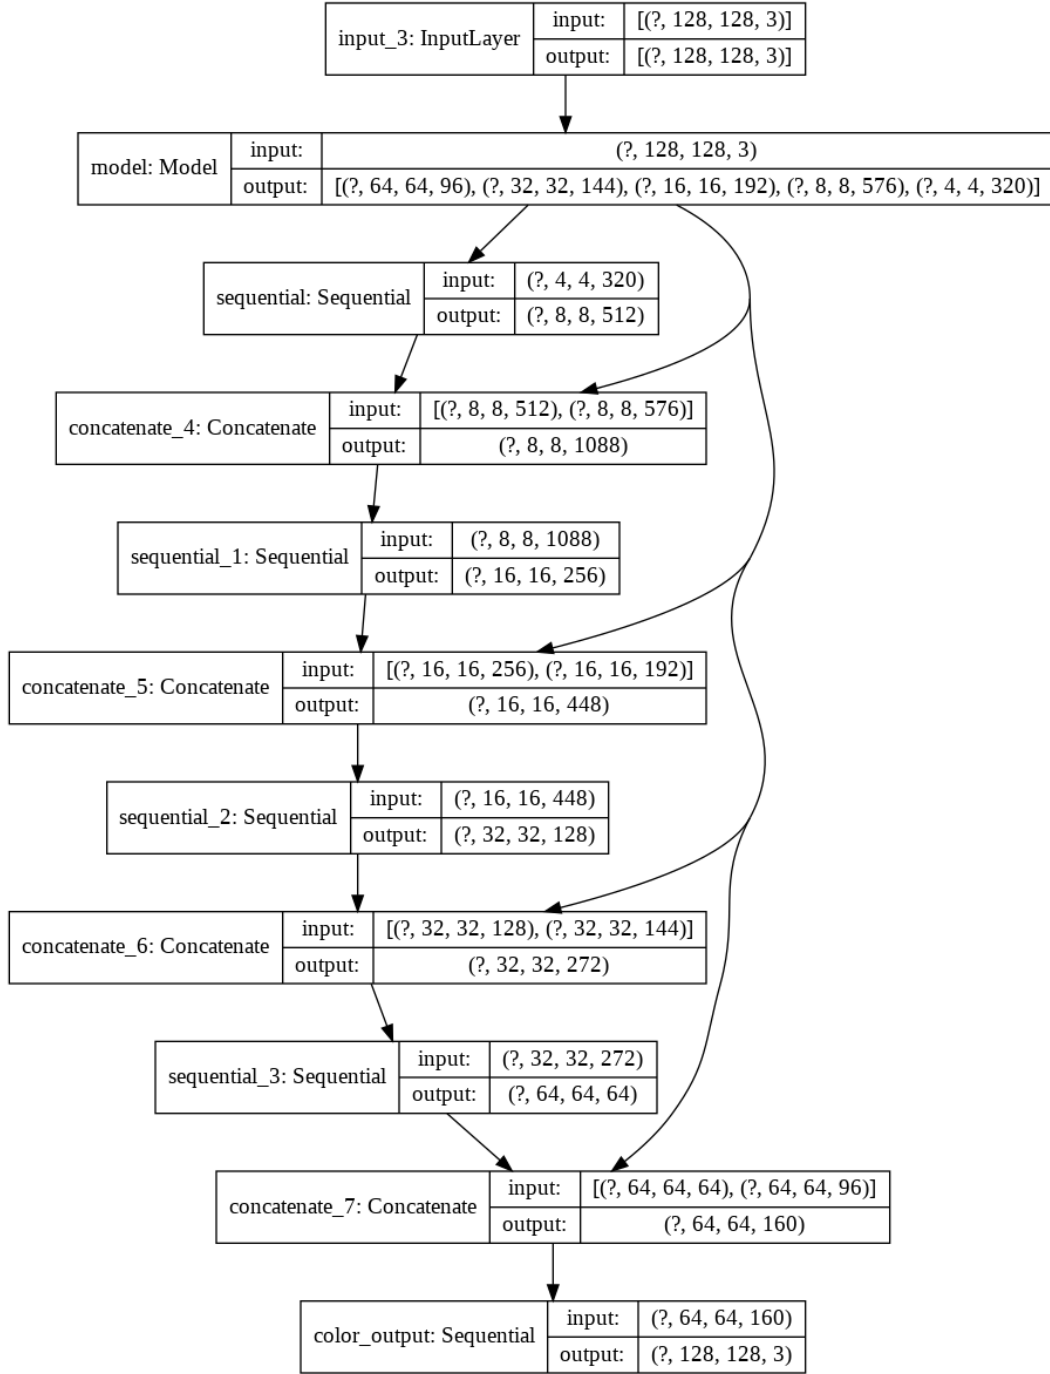 input_3: InputLayer
input: [(?, 128, 128, 3)]
output: [(?, 128, 128, 3)]
model: Model
input: (?, 128, 128, 3)
output: [(?, 64, 64, 96), (?, 32, 32, 144), (?, 16, 16, 192), (?, 8, 8, 576), (?, 4, 4, 320)]
sequential: Sequential
input: (?, 4, 4, 320)
output: (?, 8, 8, 512)
concatenate_4: Concatenate
input: [(?, 8, 8, 512), (?, 8, 8, 576)]
output: (?, 8, 8, 1088)
sequential_1: Sequential
input: (?, 8, 8, 1088)
output: (?, 16, 16, 256)
concatenate_5: Concatenate
input: [(?, 16, 16, 256), (?, 16, 16, 192)]
output: (?, 16, 16, 448)
sequential_2: Sequential
input: (?, 16, 16, 448)
output: (?, 32, 32, 128)
concatenate_6: Concatenate
input: [(?, 32, 32, 128), (?, 32, 32, 144)]
output: (?, 32, 32, 272)
sequential_3: Sequential
input: (?, 32, 32, 272)
output: (?, 64, 64, 64)
concatenate_7: Concatenate
input: [(?, 64, 64, 64), (?, 64, 64, 96)]
output: (?, 64, 64, 160)
color_output: Sequential
input: (?, 64, 64, 160)
output: (?, 128, 128, 3)